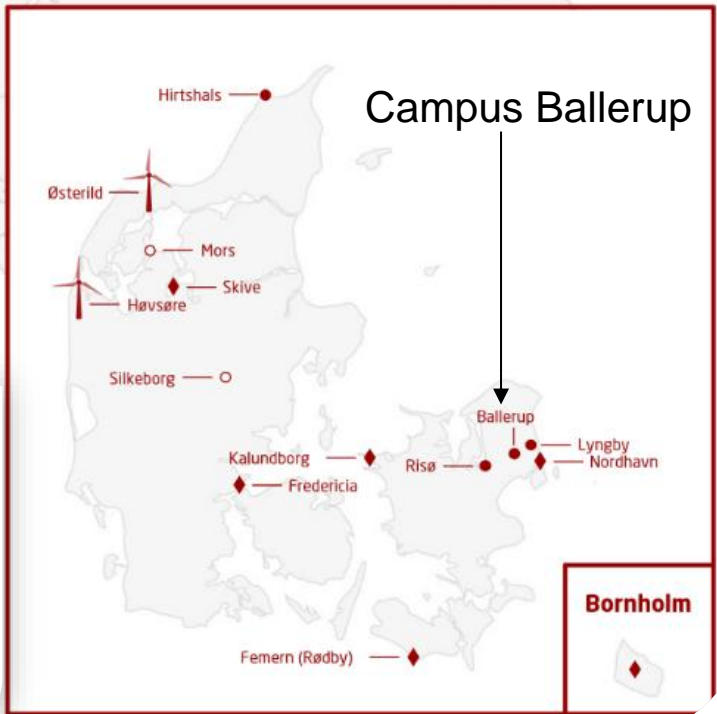 Hirtshals
Campus Ballerup
Østerild
Mors
Skive
Høvsøre
Silkeborg
Ballerup
Lyngby
Kalundborg
Risø
Nordhavn
Fredericia
Bornholm
Femern (Rødby)